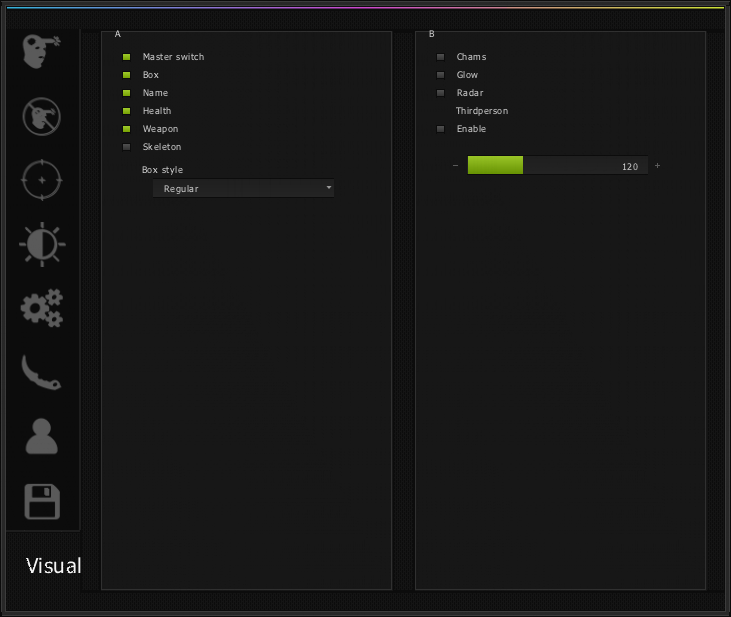 A
Master switch
Box
Name
Health
Weapon
Skeleton
Box style
Regular
B
Chams
Glow
Radar
Thirdperson
Enable
- 120 +
Visual